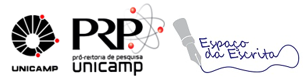 UNICAMP
PRP
pró-reitoria de pesquisa
unicamp
Espaço
da Escrita